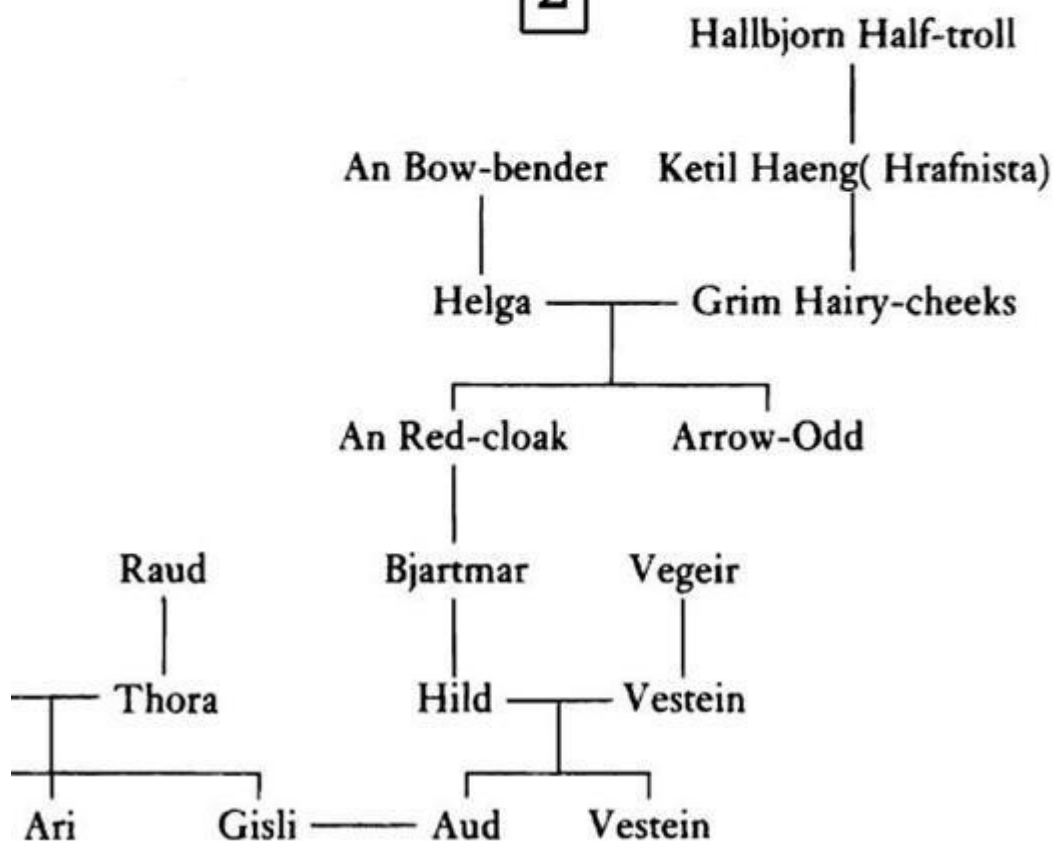 2
Hallbjorn Half-troll
An Bow-bender Ketil Haeng( Hrafnista)
Helga Grim Hairy-cheeks
An Red-cloak Arrow-Odd
Raud Bjartmar Vegeir
Thora Hild Vestein
Ari Gisli Aud Vestein